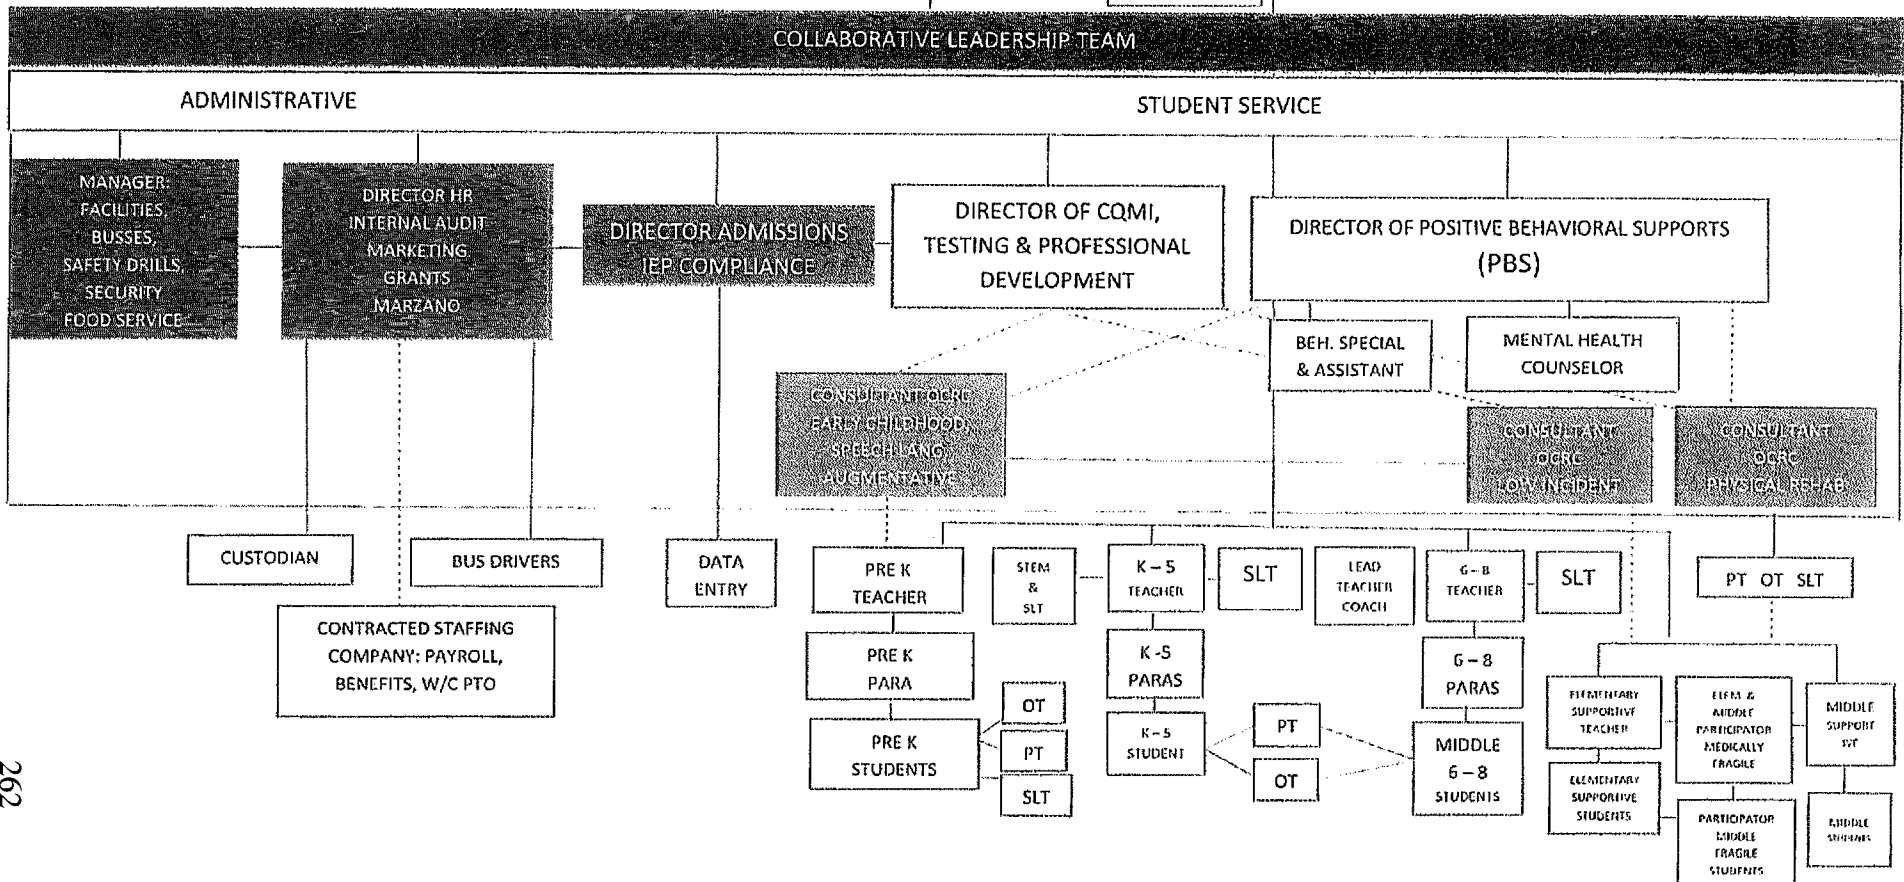 COLLABORATIVE LEADERSHIP TEAM
ADMINISTRATIVE
STUDENT SERVICE
MANAGER:
FACILITIES,
BUSSES,
SAFETY DRILLS,
SECURITY
FOOD SERVICE
DIRECTOR HR
INTERNAL AUDIT
MARKETING
GRANTS
MARZANO
DIRECTOR ADMISSIONS
IEP COMPLIANCE
DIRECTOR OF CQMI,
TESTING & PROFESSIONAL
DEVELOPMENT
DIRECTOR OF POSITIVE BEHAVIORAL SUPPORTS
(PBS)
BEH. SPECIAL
& ASSISTANT
MENTAL HEALTH
COUNSELOR
CONSULTANT OCRC
EARLY CHILDHOOD,
SPEECH LANG
AUGMENTATIVE
CONSULTANT
OCRC
LOW INCIDENT
CONSULTANT
OCRC
PHYSICAL REHAB
CUSTODIAN
BUS DRIVERS
CONTRACTED STAFFING
COMPANY: PAYROLL,
BENEFITS, W/C PTO
DATA
ENTRY
PRE K
TEACHER
PRE K
PARA
PRE K
STUDENTS
OT
PT
SLT
STEM
&
SLT
K – 5
TEACHER
SLT
K -5
PARAS
K – 5
STUDENT
PT
OT
LEAD
TEACHER
COACH
6 – 8
TEACHER
SLT
6 – 8
PARAS
MIDDLE
6 – 8
STUDENTS
PT OT SLT
ELEMENTARY
SUPPORTIVE
TEACHER
ELEMENTARY
SUPPORTIVE
STUDENTS
ELEM &
MIDDLE
PARTICIPATOR
MEDICALLY
FRAGILE
PARTICIPATOR
MIDDLE
FRAGILE
STUDENTS
MIDDLE
SUPPORT
MIDDLE
STUDENTS
262